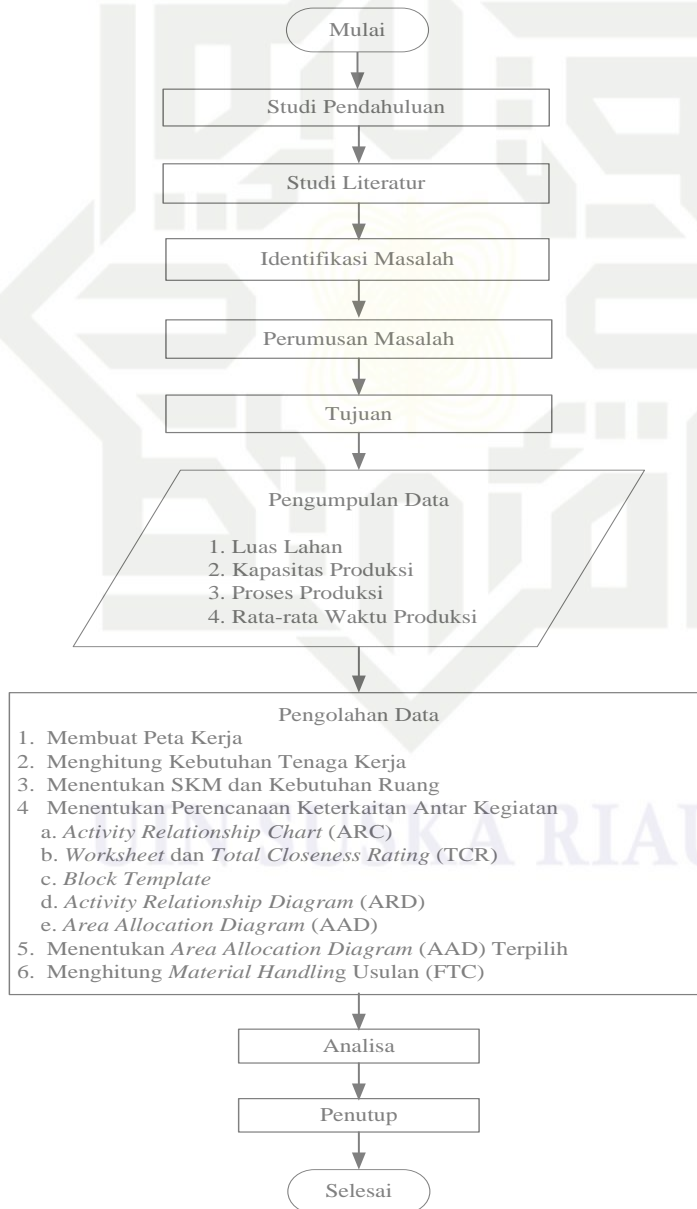 Mulai
Studi Pendahuluan
Studi Literatur
Identifikasi Masalah
Perumusan Masalah
Tujuan
Pengumpulan Data
1. Luas Lahan
2. Kapasitas Produksi
3. Proses Produksi
4. Rata-rata Waktu Produksi
Pengolahan Data
1. Membuat Peta Kerja
2. Menghitung Kebutuhan Tenaga Kerja
3. Menentukan SKM dan Kebutuhan Ruang
4 Menentukan Perencanaan Keterkaitan Antar Kegiatan
a. Activity Relationship Chart (ARC)
b. Worksheet dan Total Closeness Rating (TCR)
c. Block Template
d. Activity Relationship Diagram (ARD)
e. Area Allocation Diagram (AAD)
5. Menentukan Area Allocation Diagram (AAD) Terpilih
6. Menghitung Material Handling Usulan (FTC)
UIN SUSKA RIAU
Analisa
Penutup
Selesai